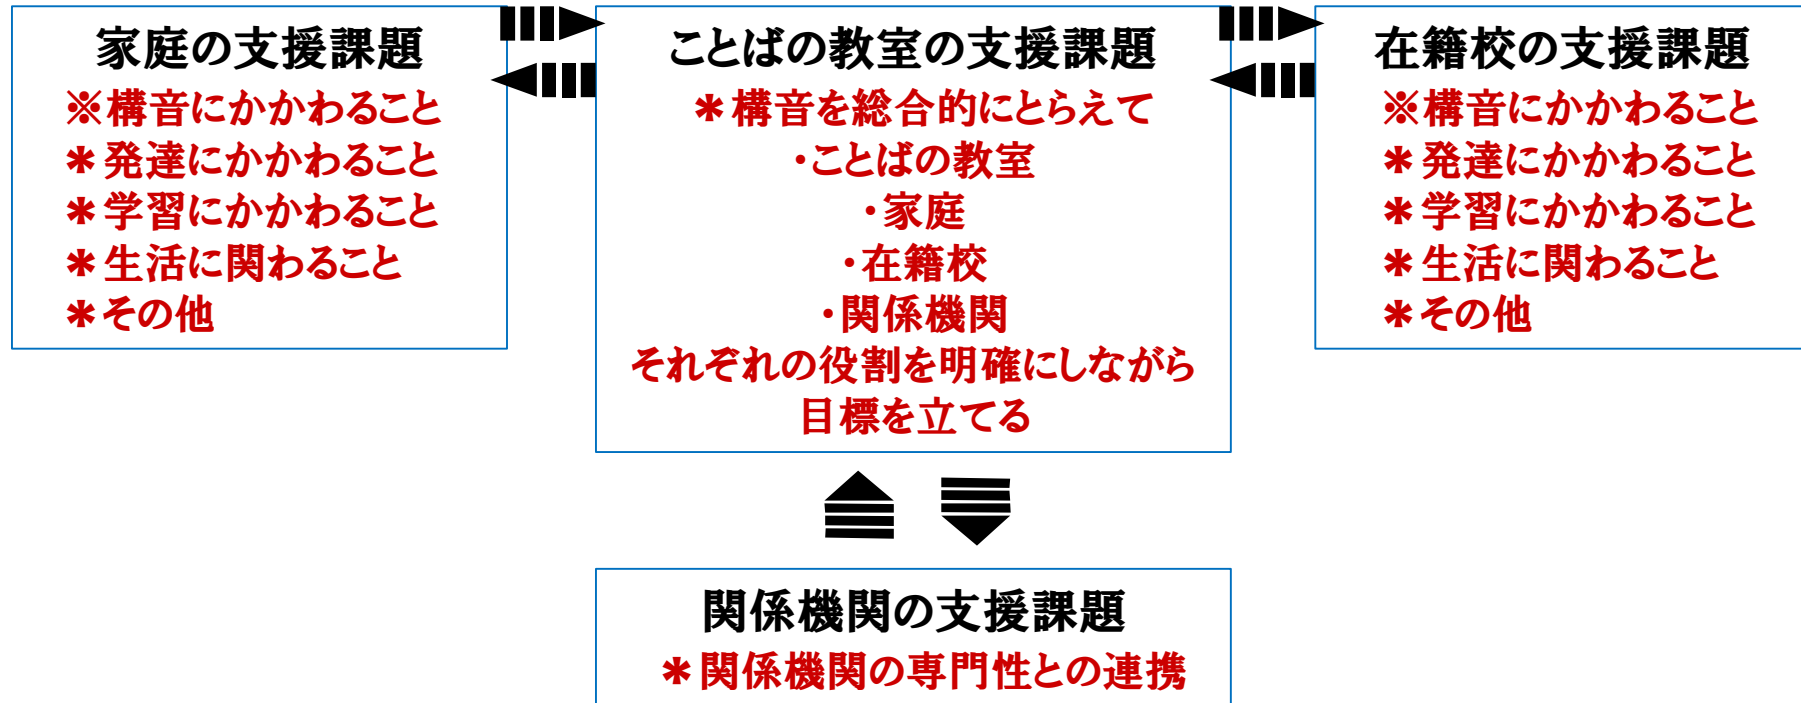 家庭の支援課題
※構音にかかわること
＊発達にかかわること
＊学習にかかわること
＊生活に関わること
＊その他
ことばの教室の支援課題
＊構音を総合的にとらえて
・ことばの教室
・家庭
・在籍校
・関係機関
それぞれの役割を明確にしながら
目標を立てる
在籍校の支援課題
※構音にかかわること
＊発達にかかわること
＊学習にかかわること
＊生活に関わること
＊その他
関係機関の支援課題
＊関係機関の専門性との連携